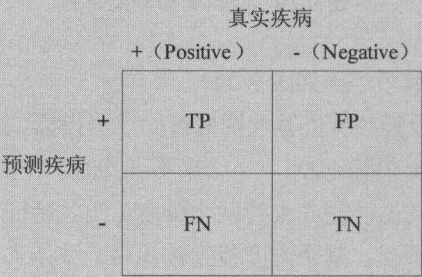 真实疾病
+（Positive） -（Negative）
+ TP FP
预测疾病
- FN TN